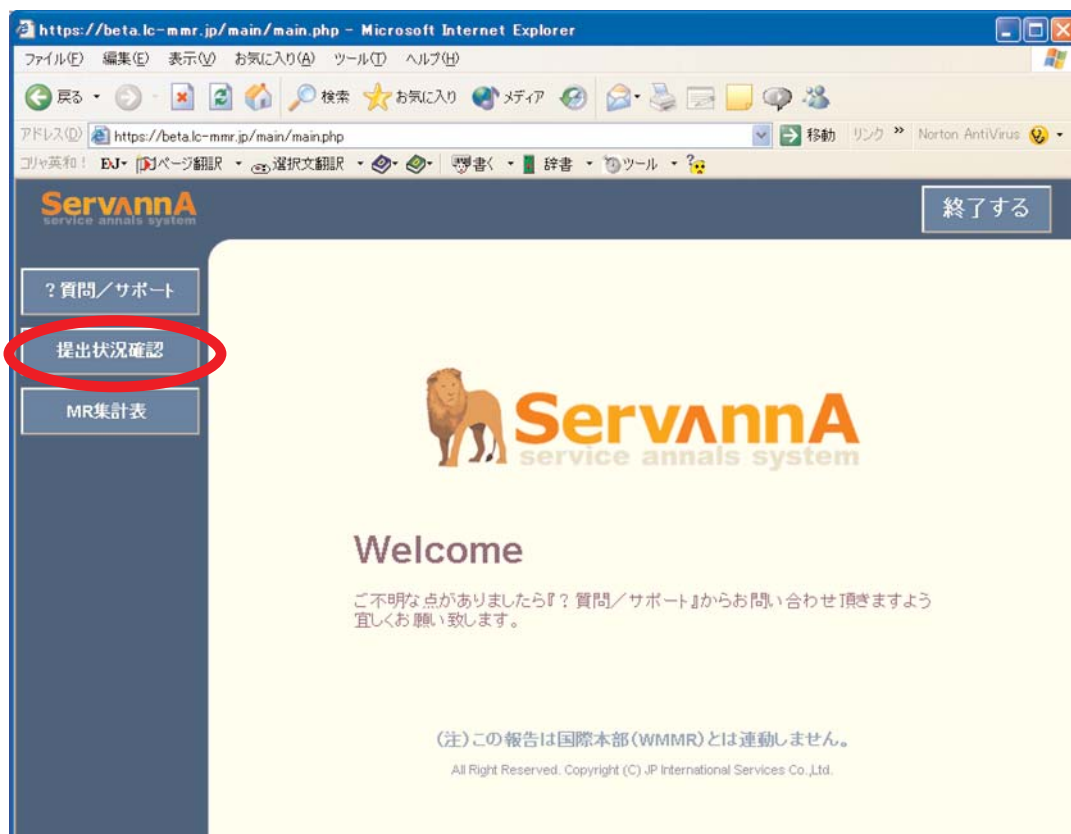 https://beta.lc-mmr.jp/main/main.php - Microsoft Internet Explorer
ファイル(F) 編集(E) 表示(V) お気に入り(A) ツール(T) ヘルプ(H)
戻る 検索 お気に入り メディア
アドレス(D) https://beta.lc-mmr.jp/main/main.php 移動 リンク » Norton AntiVirus
コリャ英和! EJ ページ翻訳 選択文翻訳 書く 辞書 ツール
ServannA
service annals system
終了する
?質問/サポート
提出状況確認
MR集計表
ServannA
service annals system
Welcome
ご不明な点がありましたら『?質問/サポート』からお問い合わせ頂きますよう
宜しくお願い致します。
(注)この報告は国際本部(WMMR)とは連動しません。
All Right Reserved. Copyright (C) JP International Services Co.,Ltd.